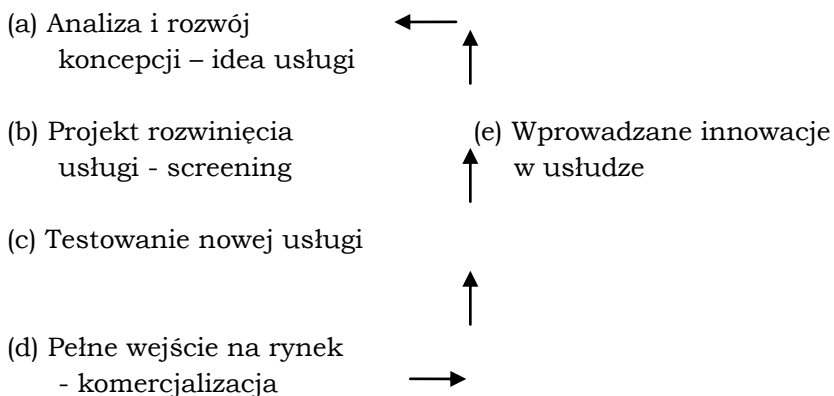 (a) Analiza i rozwój
koncepcji – idea usługi
(b) Projekt rozwinięcia
usługi - screening
(e) Wprowadzane innowacje
w usłudze
(c) Testowanie nowej usługi
(d) Pełne wejście na rynek
- komercjalizacja